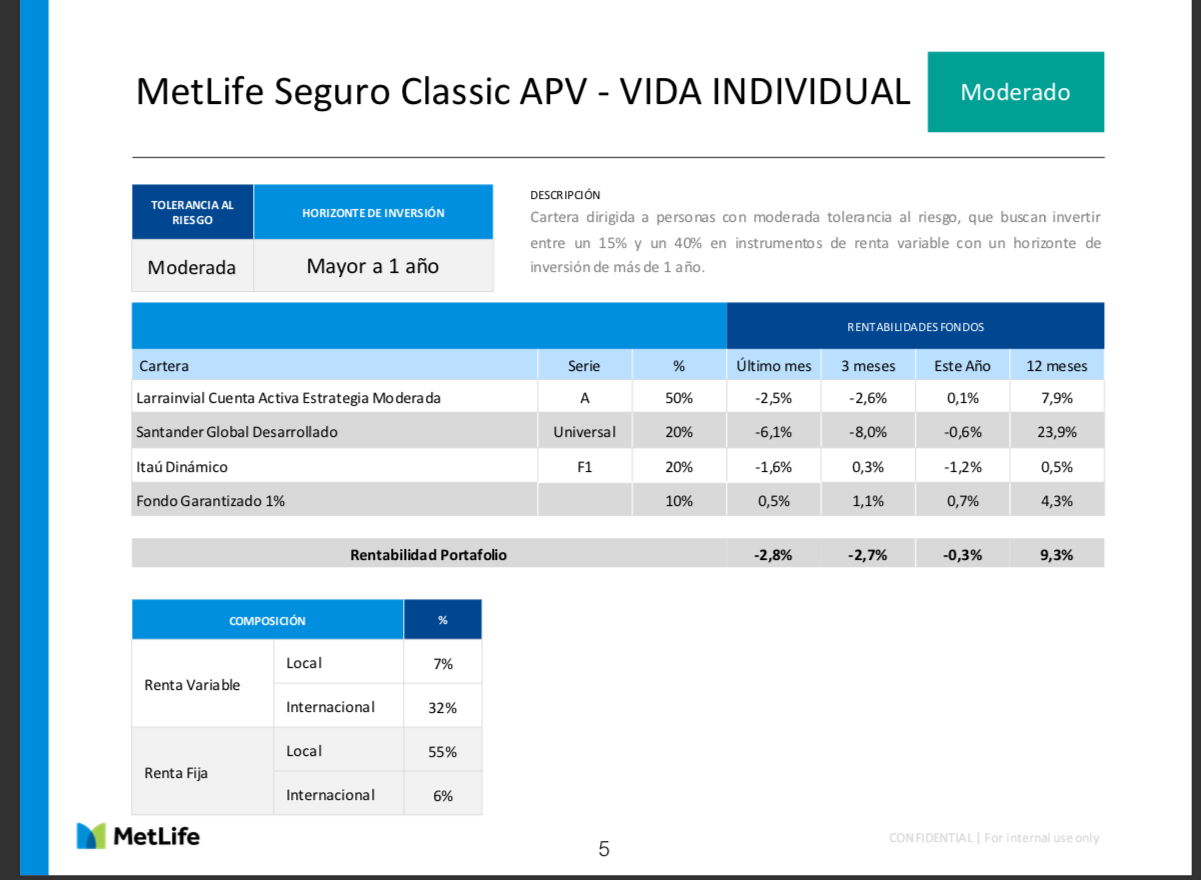 MetLife Seguro Classic APV - VIDA INDIVIDUAL
Moderado
TOLERANCIA AL
RIESGO
HORIZONTE DE INVERSIÓN
Moderada
Mayor a 1 año
DESCRIPCIÓN
Cartera dirigida a personas con moderada tolerancia al riesgo, que buscan invertir
entre un 15% y un 40% en instrumentos de renta variable con un horizonte de
inversión de más de 1 año.
RENTABILIDADES FONDOS
Cartera Serie % Último mes 3 meses Este Año 12 meses
Larrainvial Cuenta Activa Estrategia Moderada A 50% -2,5% -2,6% 0,1% 7,9%
Santander Global Desarrollado Universal 20% -6,1% -8,0% -0,6% 23,9%
Itaú Dinámico F1 20% -1,6% 0,3% -1,2% 0,5%
Fondo Garantizado 1% 10% 0,5% 1,1% 0,7% 4,3%
Rentabilidad Portafolio -2,8% -2,7% -0,3% 9,3%
COMPOSICIÓN %
Renta Variable
Local 7%
Internacional 32%
Renta Fija
Local 55%
Internacional 6%
MetLife
5
CONFIDENTIAL | For internal use only